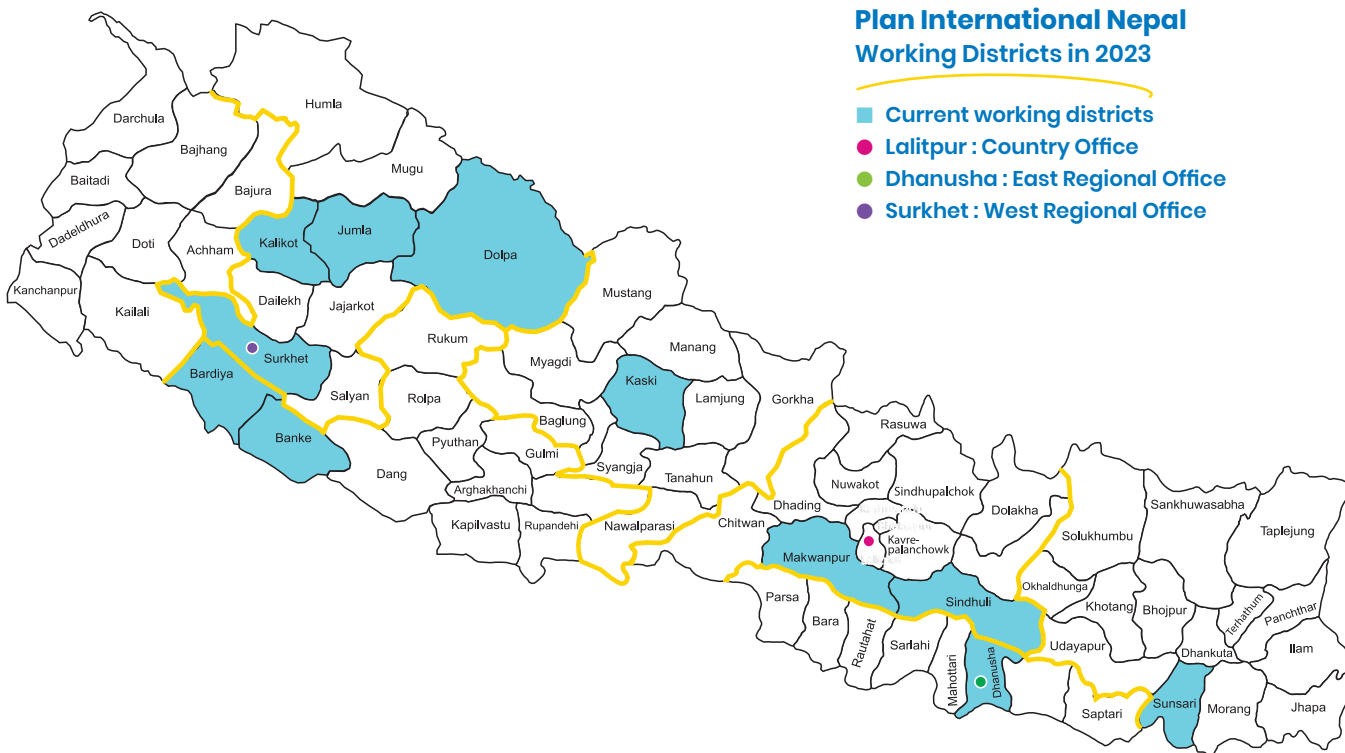 Plan International Nepal
Working Districts in 2023
Current working districts
Lalitpur : Country Office
Dhanusha : East Regional Office
Surkhet : West Regional Office
Humla
Darchula
Bajhang
Mugu
Baitadi
Bajura
Dadeldhura
Doti
Achham
Kalikot
Jumla
Dolpa
Kanchanpur
Kailali
Dailekh
Jajarkot
Mustang
Rukum
Manang
Surkhet
Myagdi
Bardiya
Kaski
Salyan
Rolpa
Lamjung
Gorkha
Rasuwa
Baglung
Banke
Pyuthan
Gulmi
Syangja
Dang
Tanahun
Nuwakot
Sindhupalchok
Arghakhanchi
Dhading
Dolakha
Sankhuwasabha
Kapilvastu
Rupandehi
Nawalparasi
Chitwan
Taplejung
Solukhumbu
Kavre-
palanchowk
Makwanpur
Okhaldhunga
Parsa
Sindhuli
Khotang
Bhojpur
Terhathum
Panchthar
Bara
Rautahat
Sarlahi
Udayapur
Dhankuta
Ilam
Mahottari
Dhanusha
Saptari
Sunsari
Morang
Jhapa